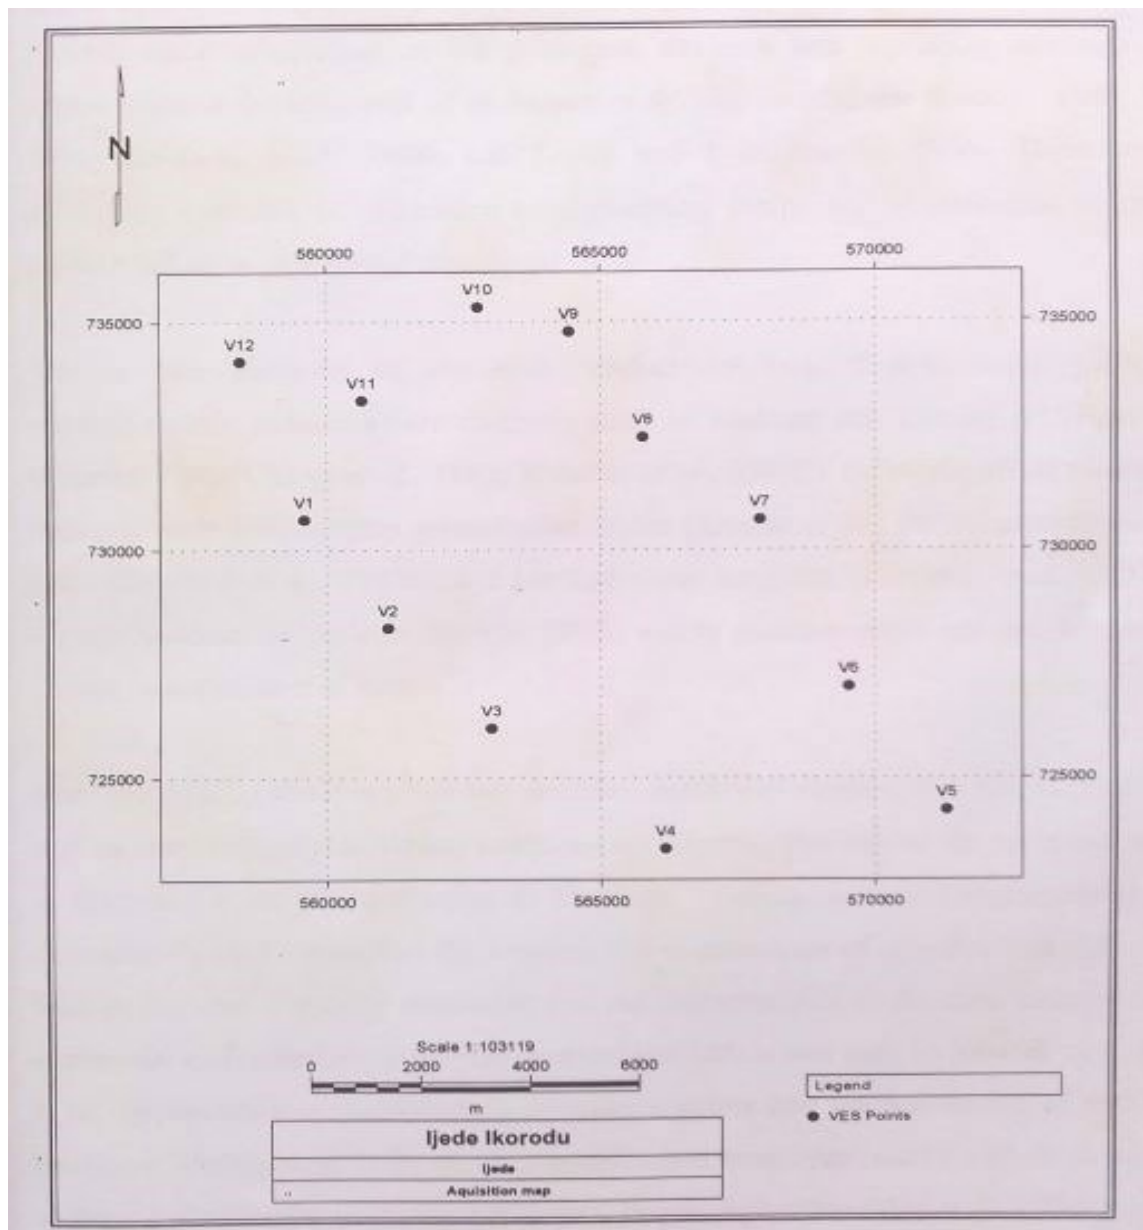 N
560000 565000 570000
V10
V9
735000 735000
V12
V11
V8
V1 V7
730000 730000
V2
V6
V3
725000 725000
V5
V4
560000 565000 570000
Scale 1:103119
0 2000 4000 6000
m
Legend
VES Points
Ijede Ikorodu
Ijede
Aquisition map